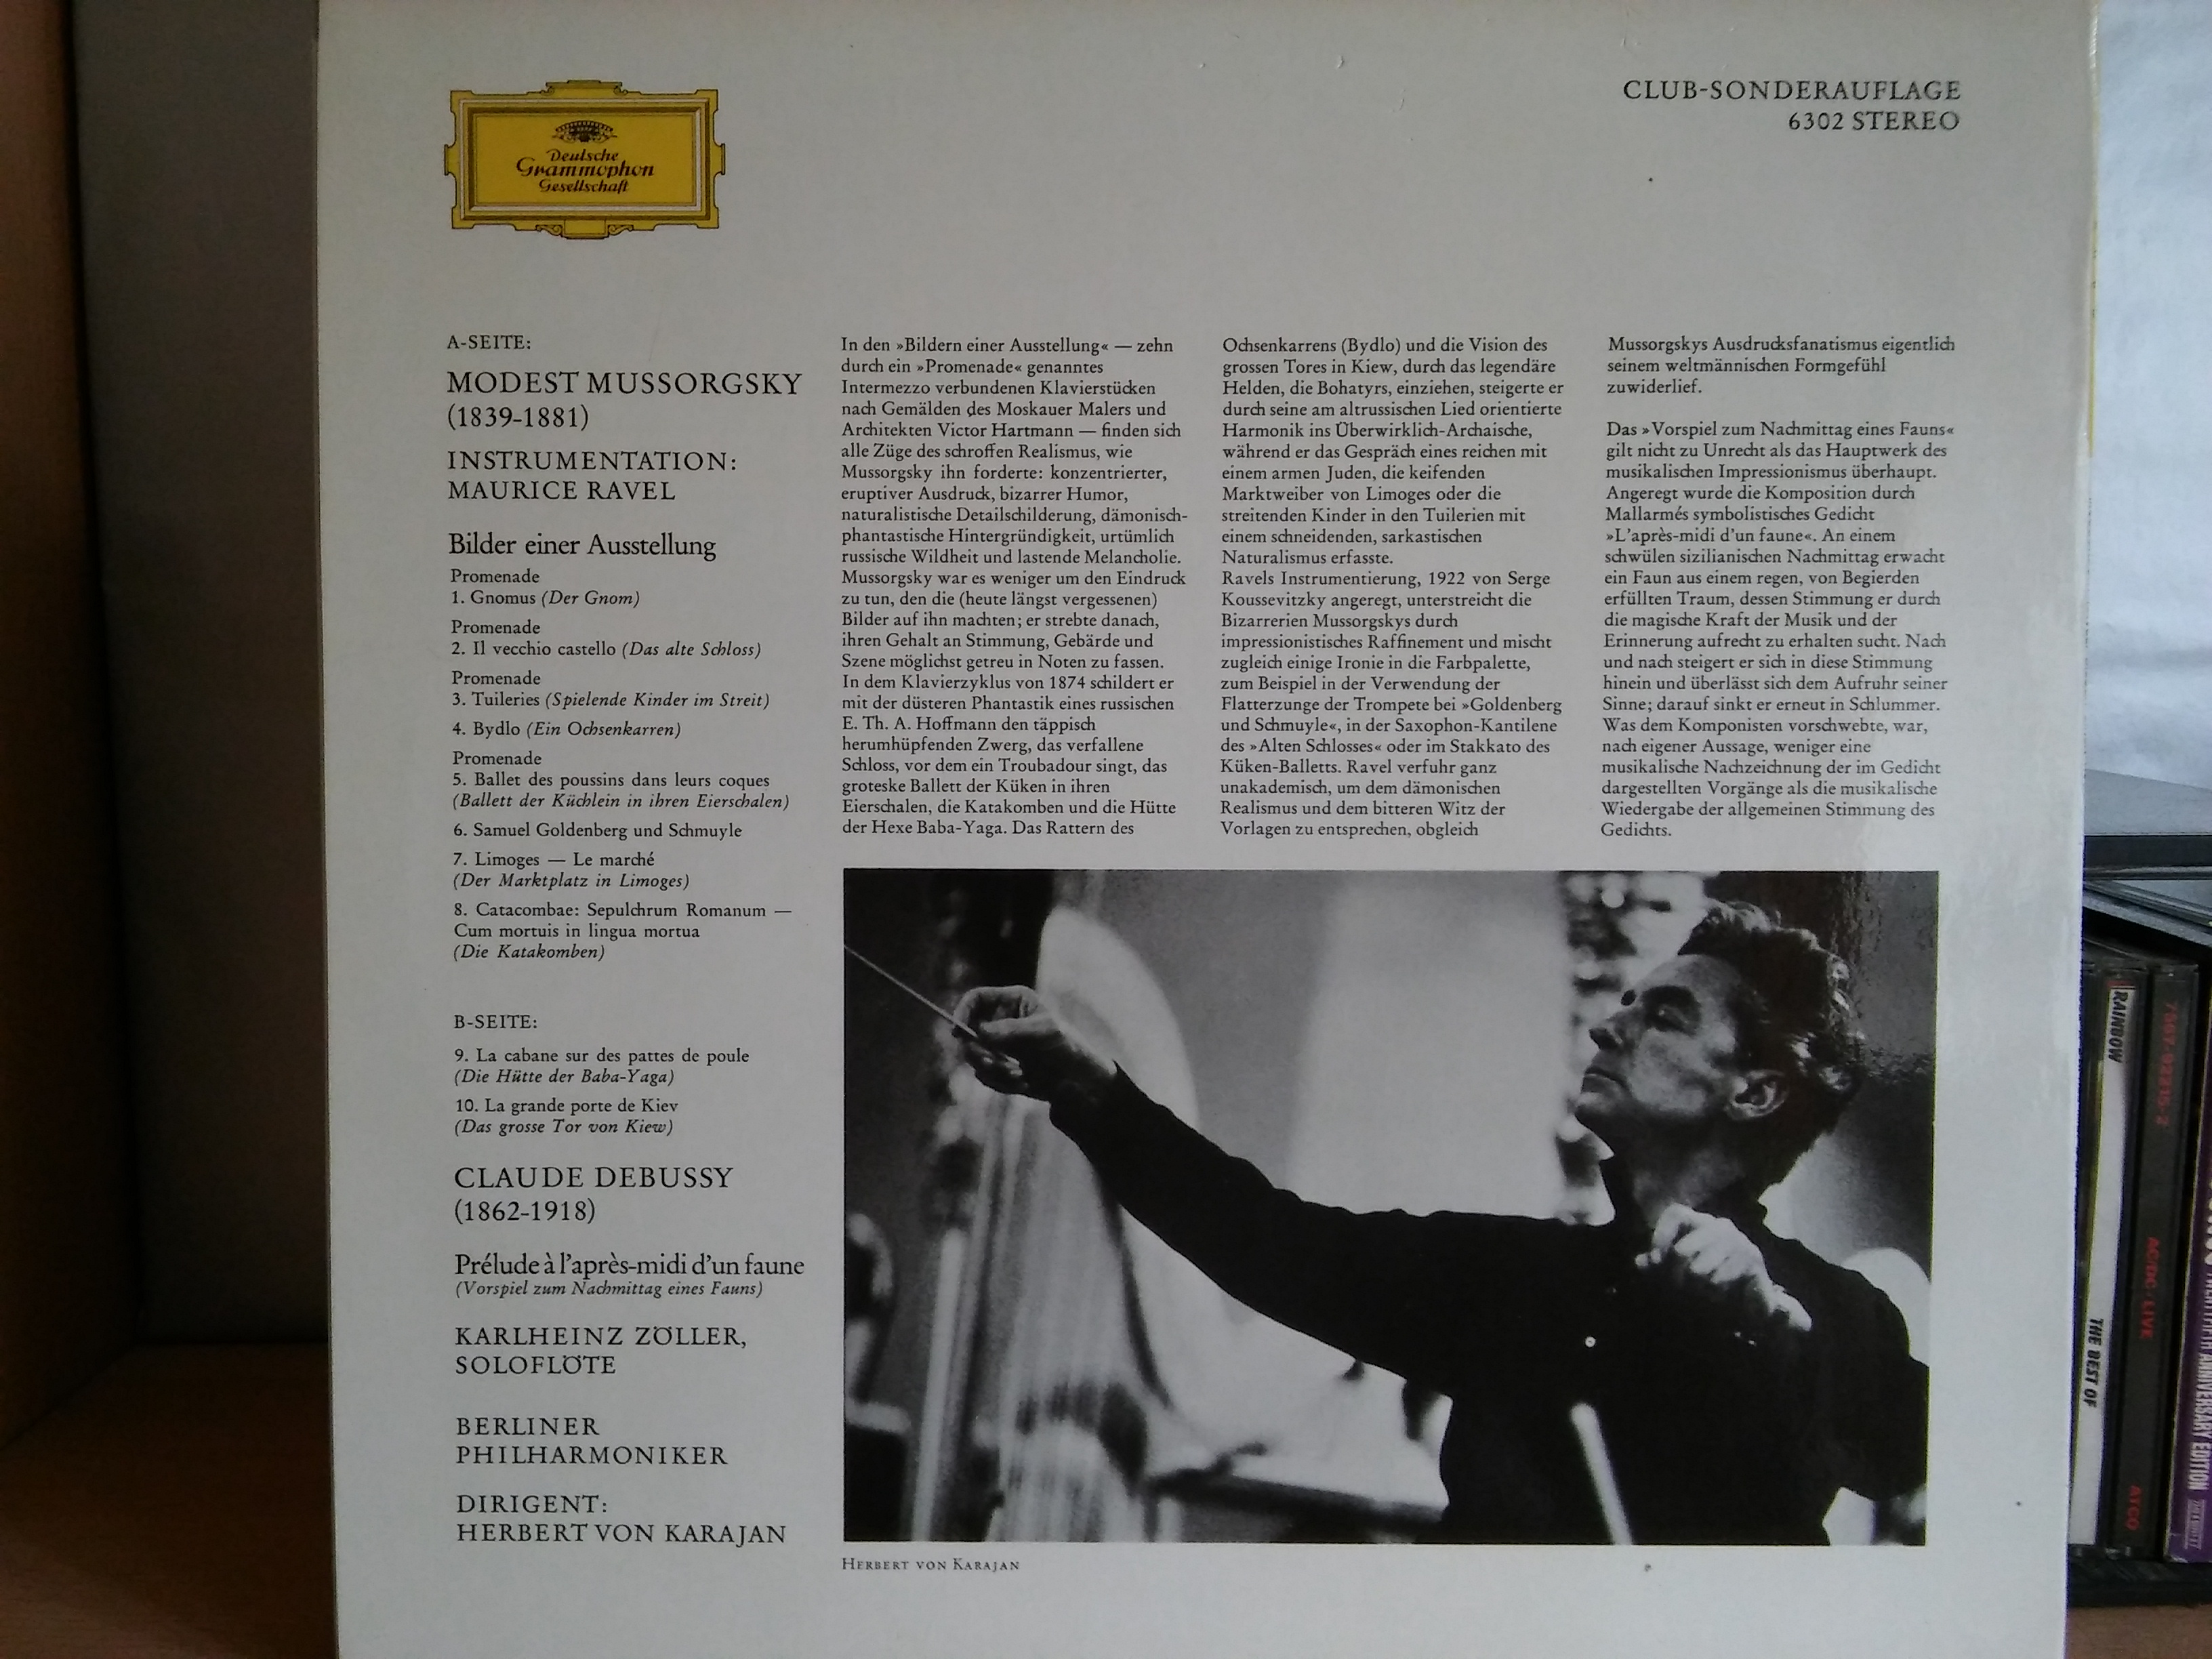 Deutsche
Grammophon
Gesellschaft
CLUB-SONDERAUFLAGE
6302 STEREO
A-SEITE:
MODEST MUSSORGSKY
(1839-1881)
INSTRUMENTATION:
MAURICE RAVEL
Bilder einer Ausstellung
Promenade
1. Gnomus (Der Gnom)
Promenade
2. Il vecchio castello (Das alte Schloss)
Promenade
3. Tuileries (Spielende Kinder im Streit)
4. Bydlo (Ein Ochsenkarren)
Promenade
5. Ballet des poussins dans leurs coques
(Ballett der Küchlein in ihren Eierschalen)
6. Samuel Goldenberg und Schmuyle
7. Limoges — Le marché
(Der Marktplatz in Limoges)
8. Catacombae: Sepulchrum Romanum —
Cum mortuis in lingua mortua
(Die Katakomben)
B-SEITE:
9. La cabane sur des pattes de poule
(Die Hütte der Baba-Yaga)
10. La grande porte de Kiev
(Das grosse Tor von Kiew)
CLAUDE DEBUSSY
(1862-1918)
Prélude à l'après-midi d'un faune
(Vorspiel zum Nachmittag eines Fauns)
KARLHEINZ ZÖLLER,
SOLOFLÖTE
BERLINER
PHILHARMONIKER
DIRIGENT:
HERBERT VON KARAJAN
In den »Bildern einer Ausstellung« — zehn
durch ein »Promenade« genanntes
Intermezzo verbundenen Klavierstücken
nach Gemälden des Moskauer Malers und
Architekten Victor Hartmann — finden sich
alle Züge des schroffen Realismus, wie
Mussorgsky ihn forderte: konzentrierter,
eruptiver Ausdruck, bizarrer Humor,
naturalistische Detailschilderung, dämonisch-
phantastische Hintergründigkeit, urtümlich
russische Wildheit und lastende Melancholie.
Mussorgsky war es weniger um den Eindruck
zu tun, den die (heute längst vergessenen)
Bilder auf ihn machten; er strebte danach,
ihren Gehalt an Stimmung, Gebärde und
Szene möglichst getreu in Noten zu fassen.
In dem Klavierzyklus von 1874 schildert er
mit der düsteren Phantastik eines russischen
E. Th. A. Hoffmann den täppisch
herumhüpfenden Zwerg, das verfallene
Schloss, vor dem ein Troubadour singt, das
groteske Ballett der Küken in ihren
Eierschalen, die Katakomben und die Hütte
der Hexe Baba-Yaga. Das Rattern des
Ochsenkarrens (Bydlo) und die Vision des
grossen Tores in Kiew, durch das legendäre
Helden, die Bohatyrs, einziehen, steigerte er
durch seine am altrussischen Lied orientierte
Harmonik ins Überwirklich-Archaische,
während er das Gespräch eines reichen mit
einem armen Juden, die keifenden
Marktweiber von Limoges oder die
streitenden Kinder in den Tuilerien mit
einem schneidenden, sarkastischen
Naturalismus erfasste.
Ravels Instrumentierung, 1922 von Serge
Koussevitzky angeregt, unterstreicht die
Bizarrerien Mussorgskys durch
impressionistisches Raffinement und mischt
zugleich einige Ironie in die Farbpalette,
zum Beispiel in der Verwendung der
Flatterzunge der Trompete bei »Goldenberg
und Schmuyle«, in der Saxophon-Kantilene
des »Alten Schlosses« oder im Stakkato des
Küken-Balletts. Ravel verfuhr ganz
unakademisch, um dem dämonischen
Realismus und dem bitteren Witz der
Vorlagen zu entsprechen, obgleich
Mussorgskys Ausdrucksfanatismus eigentlich
seinem weltmännischen Formgefühl
zuwiderlief.
Das »Vorspiel zum Nachmittag eines Fauns«
gilt nicht zu Unrecht als das Hauptwerk des
musikalischen Impressionismus überhaupt.
Angeregt wurde die Komposition durch
Mallarmés symbolistisches Gedicht
»L'après-midi d'un faune«. An einem
schwülen sizilianischen Nachmittag erwacht
ein Faun aus einem regen, von Begierden
erfüllten Traum, dessen Stimmung er durch
die magische Kraft der Musik und der
Erinnerung aufrecht zu erhalten sucht. Nach
und nach steigert er sich in diese Stimmung
hinein und überlässt sich dem Aufruhr seiner
Sinne; darauf sinkt er erneut in Schlummer.
Was dem Komponisten vorschwebte, war,
nach eigener Aussage, weniger eine
musikalische Nachzeichnung der im Gedicht
dargestellten Vorgänge als die musikalische
Wiedergabe der allgemeinen Stimmung des
Gedichts.
HERBERT VON KARAJAN
RAINBOW
THE BEST OF
AC/DC · LIVE
ATCO
ANNIVERSARY EDITION